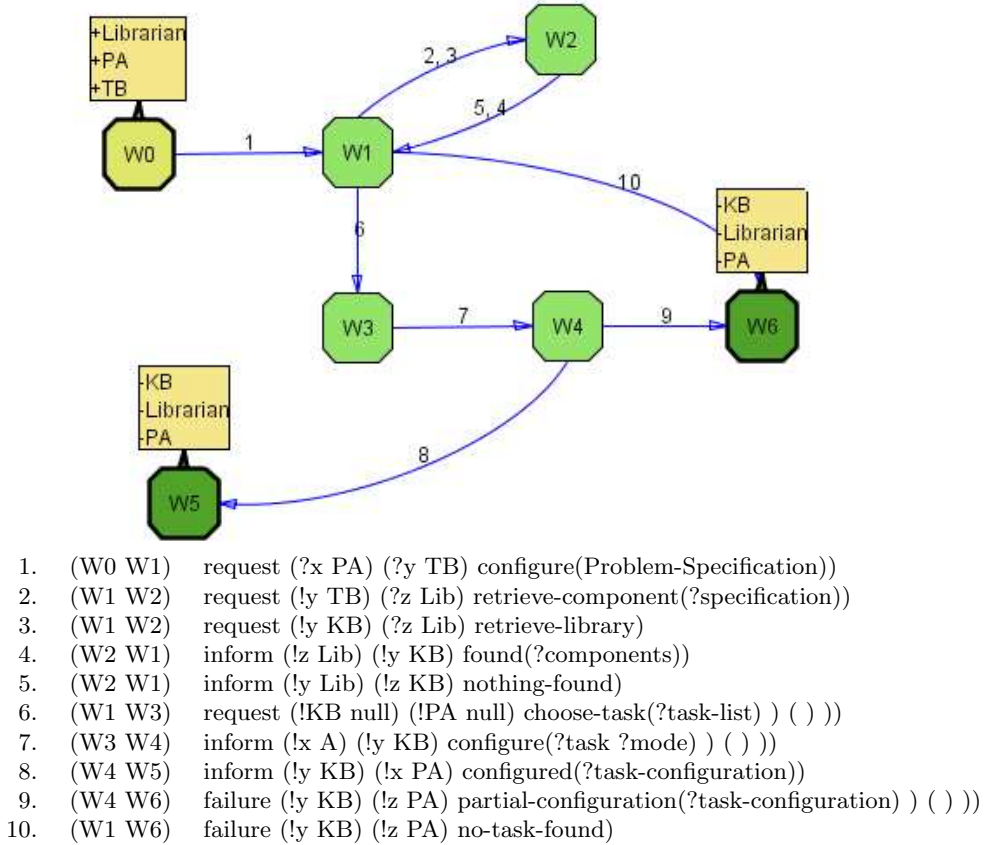 +Librarian
+PA
+TB
W0
1
W1
2, 3
W2
5, 4
10
-KB
-Librarian
-PA
6
W3
7
W4
9
W6
-KB
-Librarian
-PA
8
W5
1. (W0 W1) request (?x PA) (?y TB) configure(Problem-Specification))
2. (W1 W2) request (!y TB) (?z Lib) retrieve-component(?specification))
3. (W1 W2) request (!y KB) (?z Lib) retrieve-library)
4. (W2 W1) inform (!z Lib) (!y KB) found(?components))
5. (W2 W1) inform (!y Lib) (!z KB) nothing-found)
6. (W1 W3) request (!KB null) (!PA null) choose-task(?task-list) ) ( ) ))
7. (W3 W4) inform (!x A) (!y KB) configure(?task ?mode) ) ( ) ))
8. (W4 W5) inform (!y KB) (!x PA) configured(?task-configuration))
9. (W4 W6) failure (!y KB) (!z PA) partial-configuration(?task-configuration) ) ( ) ))
10. (W1 W6) failure (!y KB) (!z PA) no-task-found)